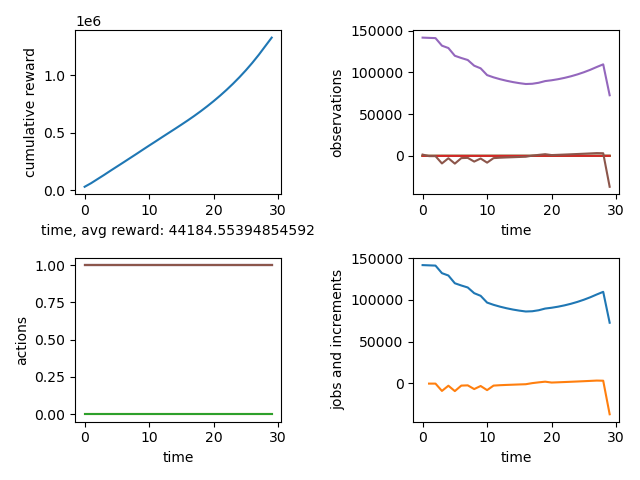 1e6
cumulative reward
1.0
0.5
0.0
0 10 20 30
time, avg reward: 44184.55394854592
observations
150000
100000
50000
0
0 10 20 30
time
actions
1.00
0.75
0.50
0.25
0.00
0 10 20 30
time
jobs and increments
150000
100000
50000
0
0 10 20 30
time